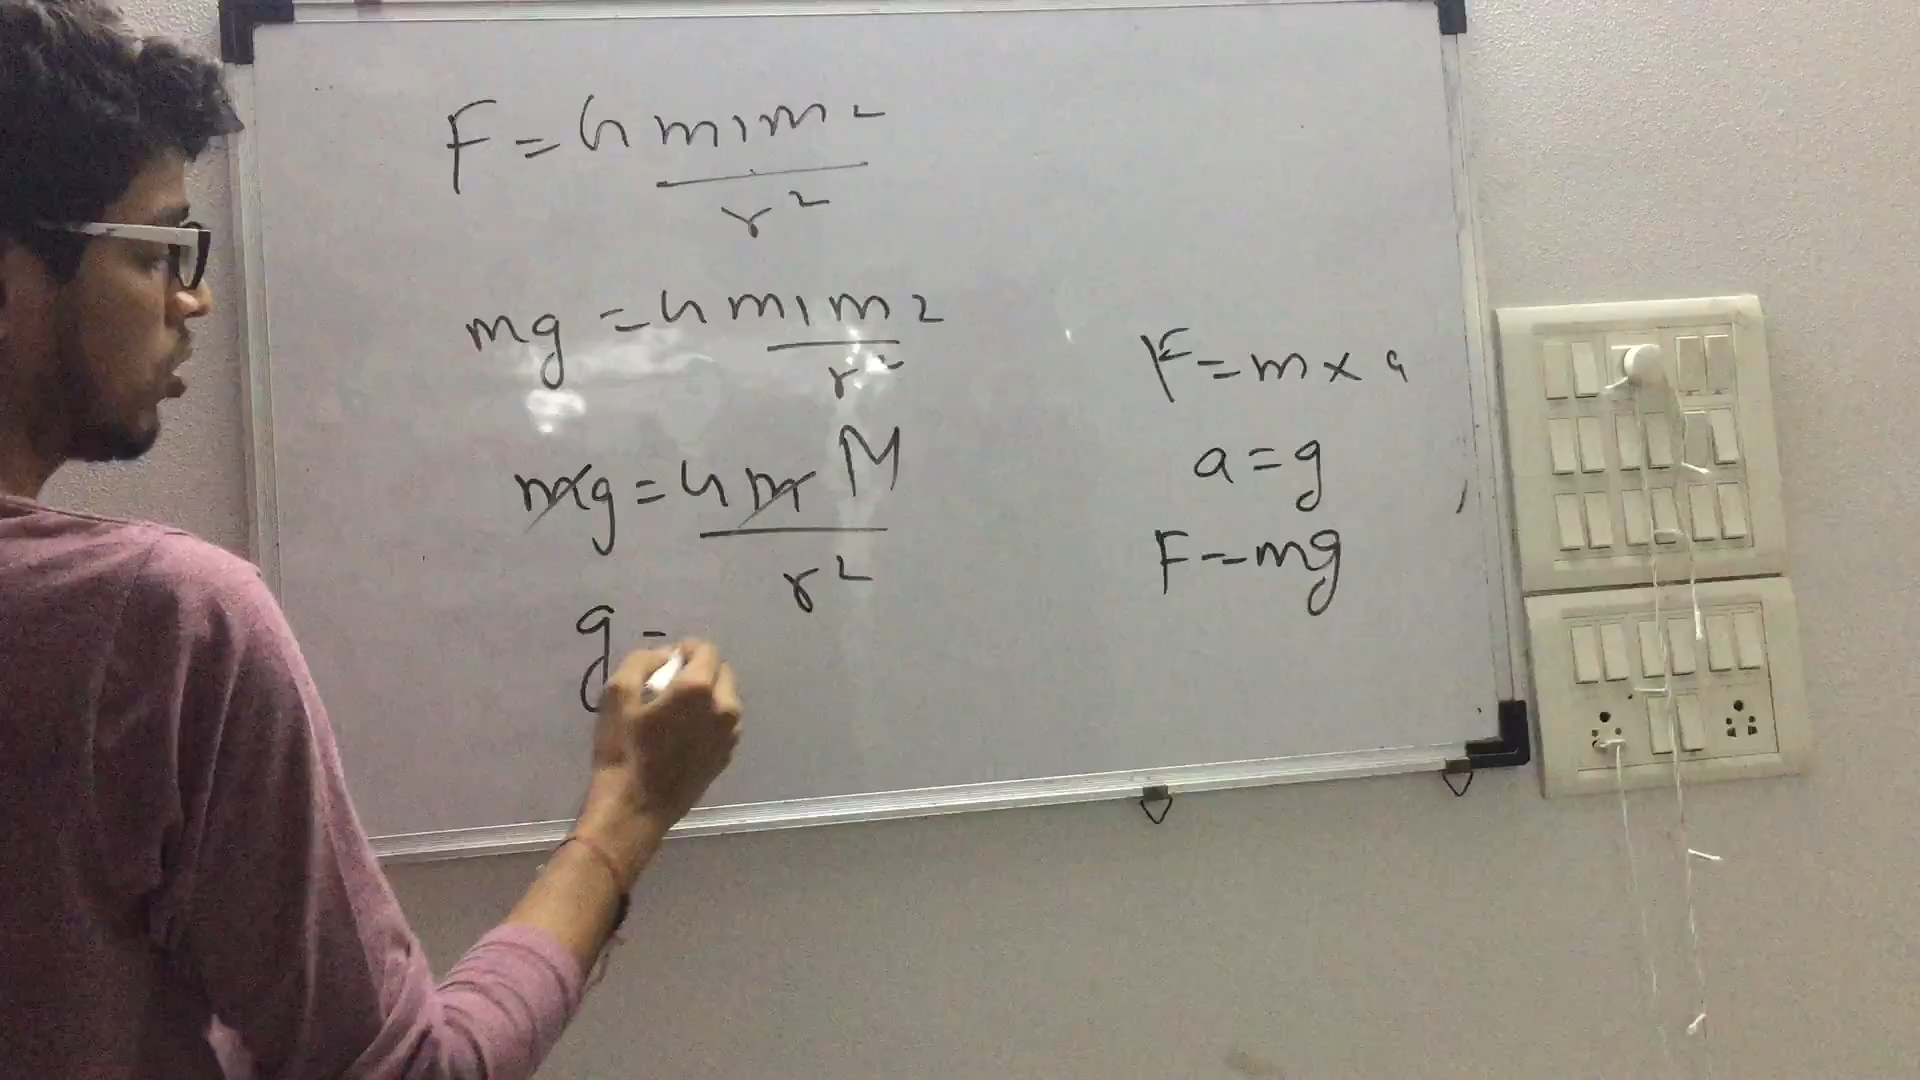 F = G m1m2 / r²
mg = G m1m2 / r²
mg = G m M / r²
g =
F = m x a
a = g
F = mg